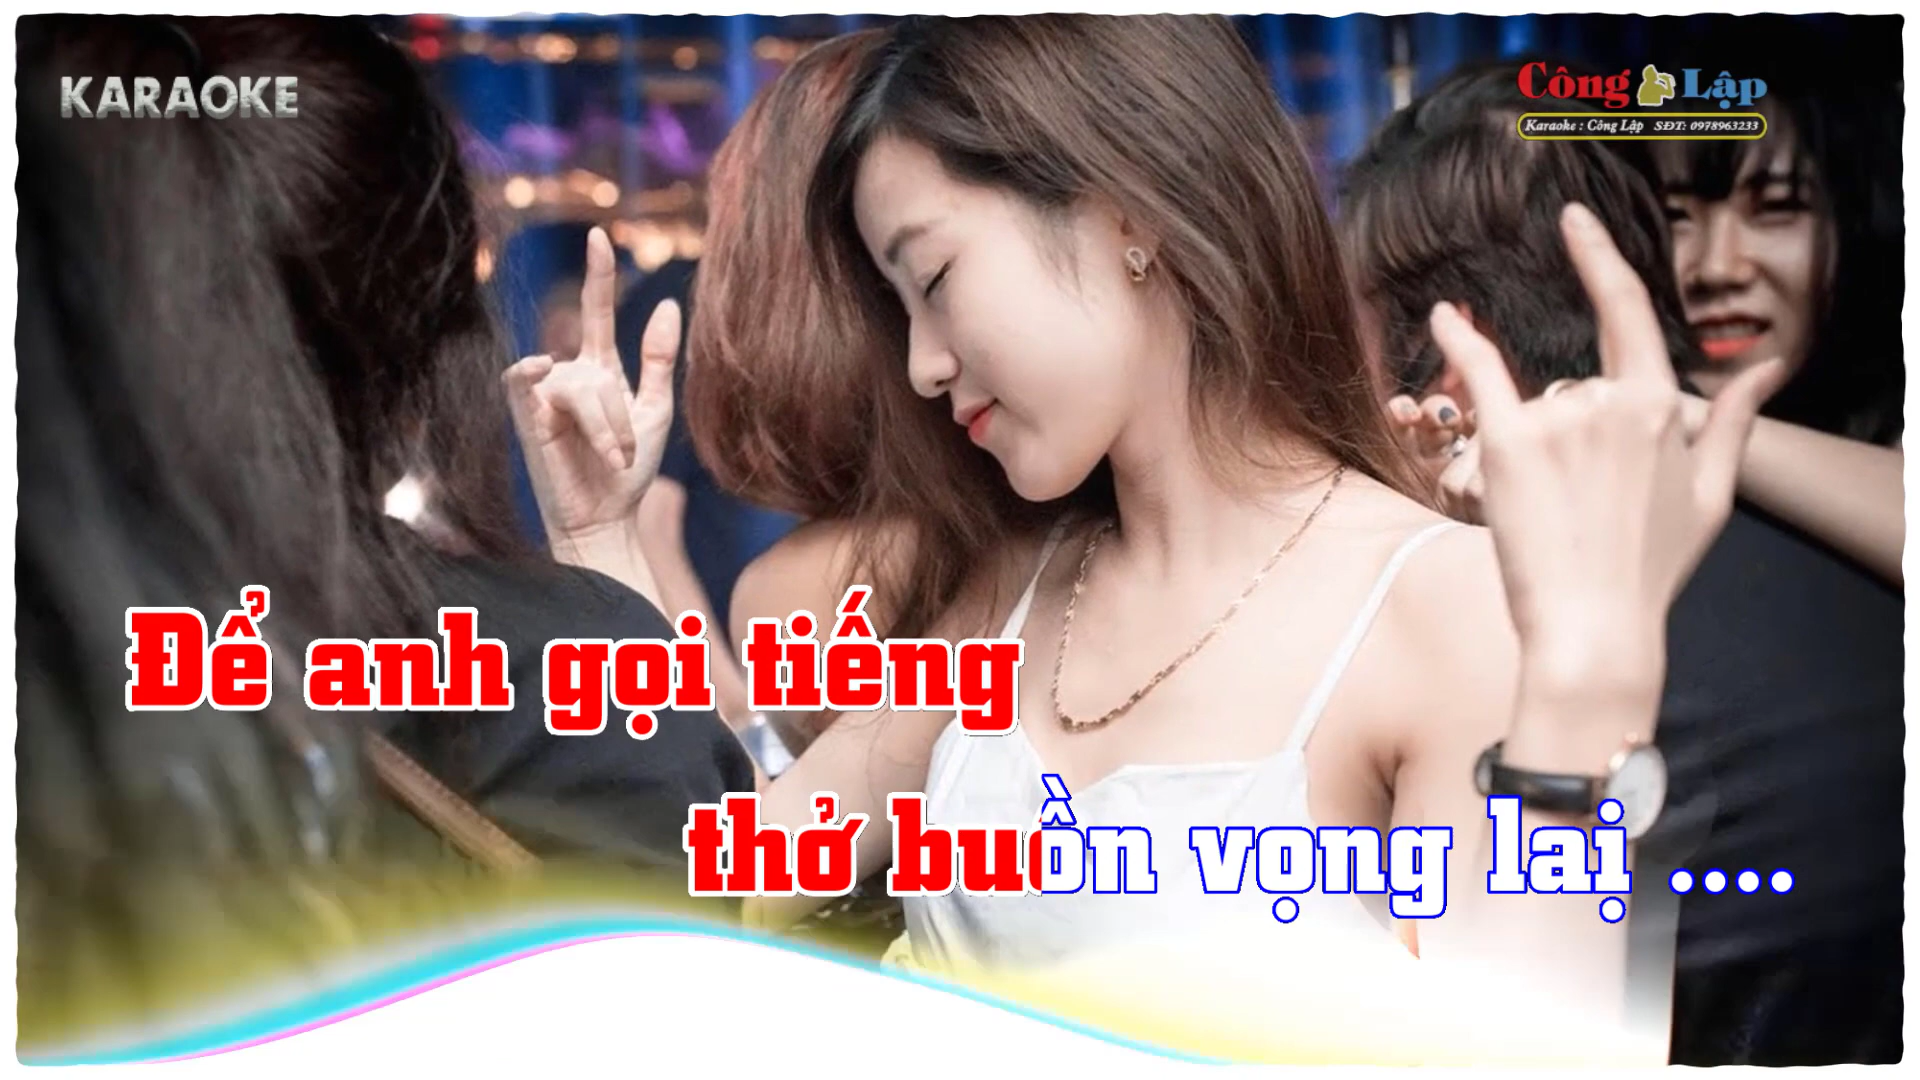 KARAOKE
Công Lập
Karaoke : Công Lập SĐT: 0978963233
Để anh gọi tiếng
thở buồn vọng lại ....